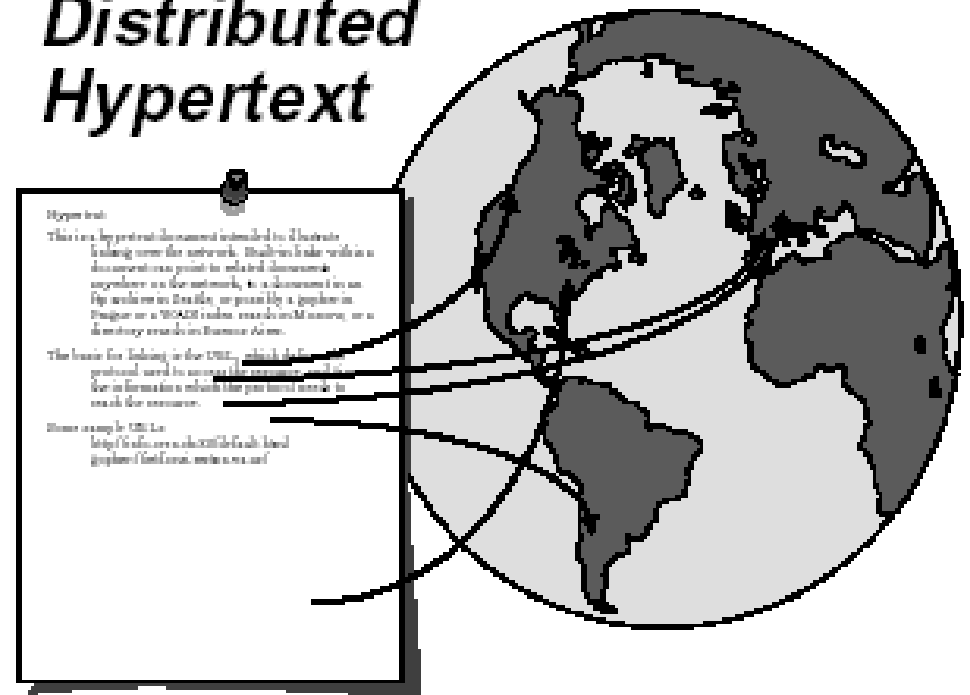 Distributed
Hypertext
Hypertext
This is a hypertext document intended to illustrate
linking over the network. Built-in links within a
document can point to related documents
anywhere on the network, to a document in an
ftp archive in Seattle, or possibly a gopher in
Prague or a WAIS index search in Moscow, or a
directory search in Buenos Aires.
The basis for linking is the URL, which defines the
protocol used to access the resource, and
the information which the protocol needs to
reach the resource.
Some example URLs: